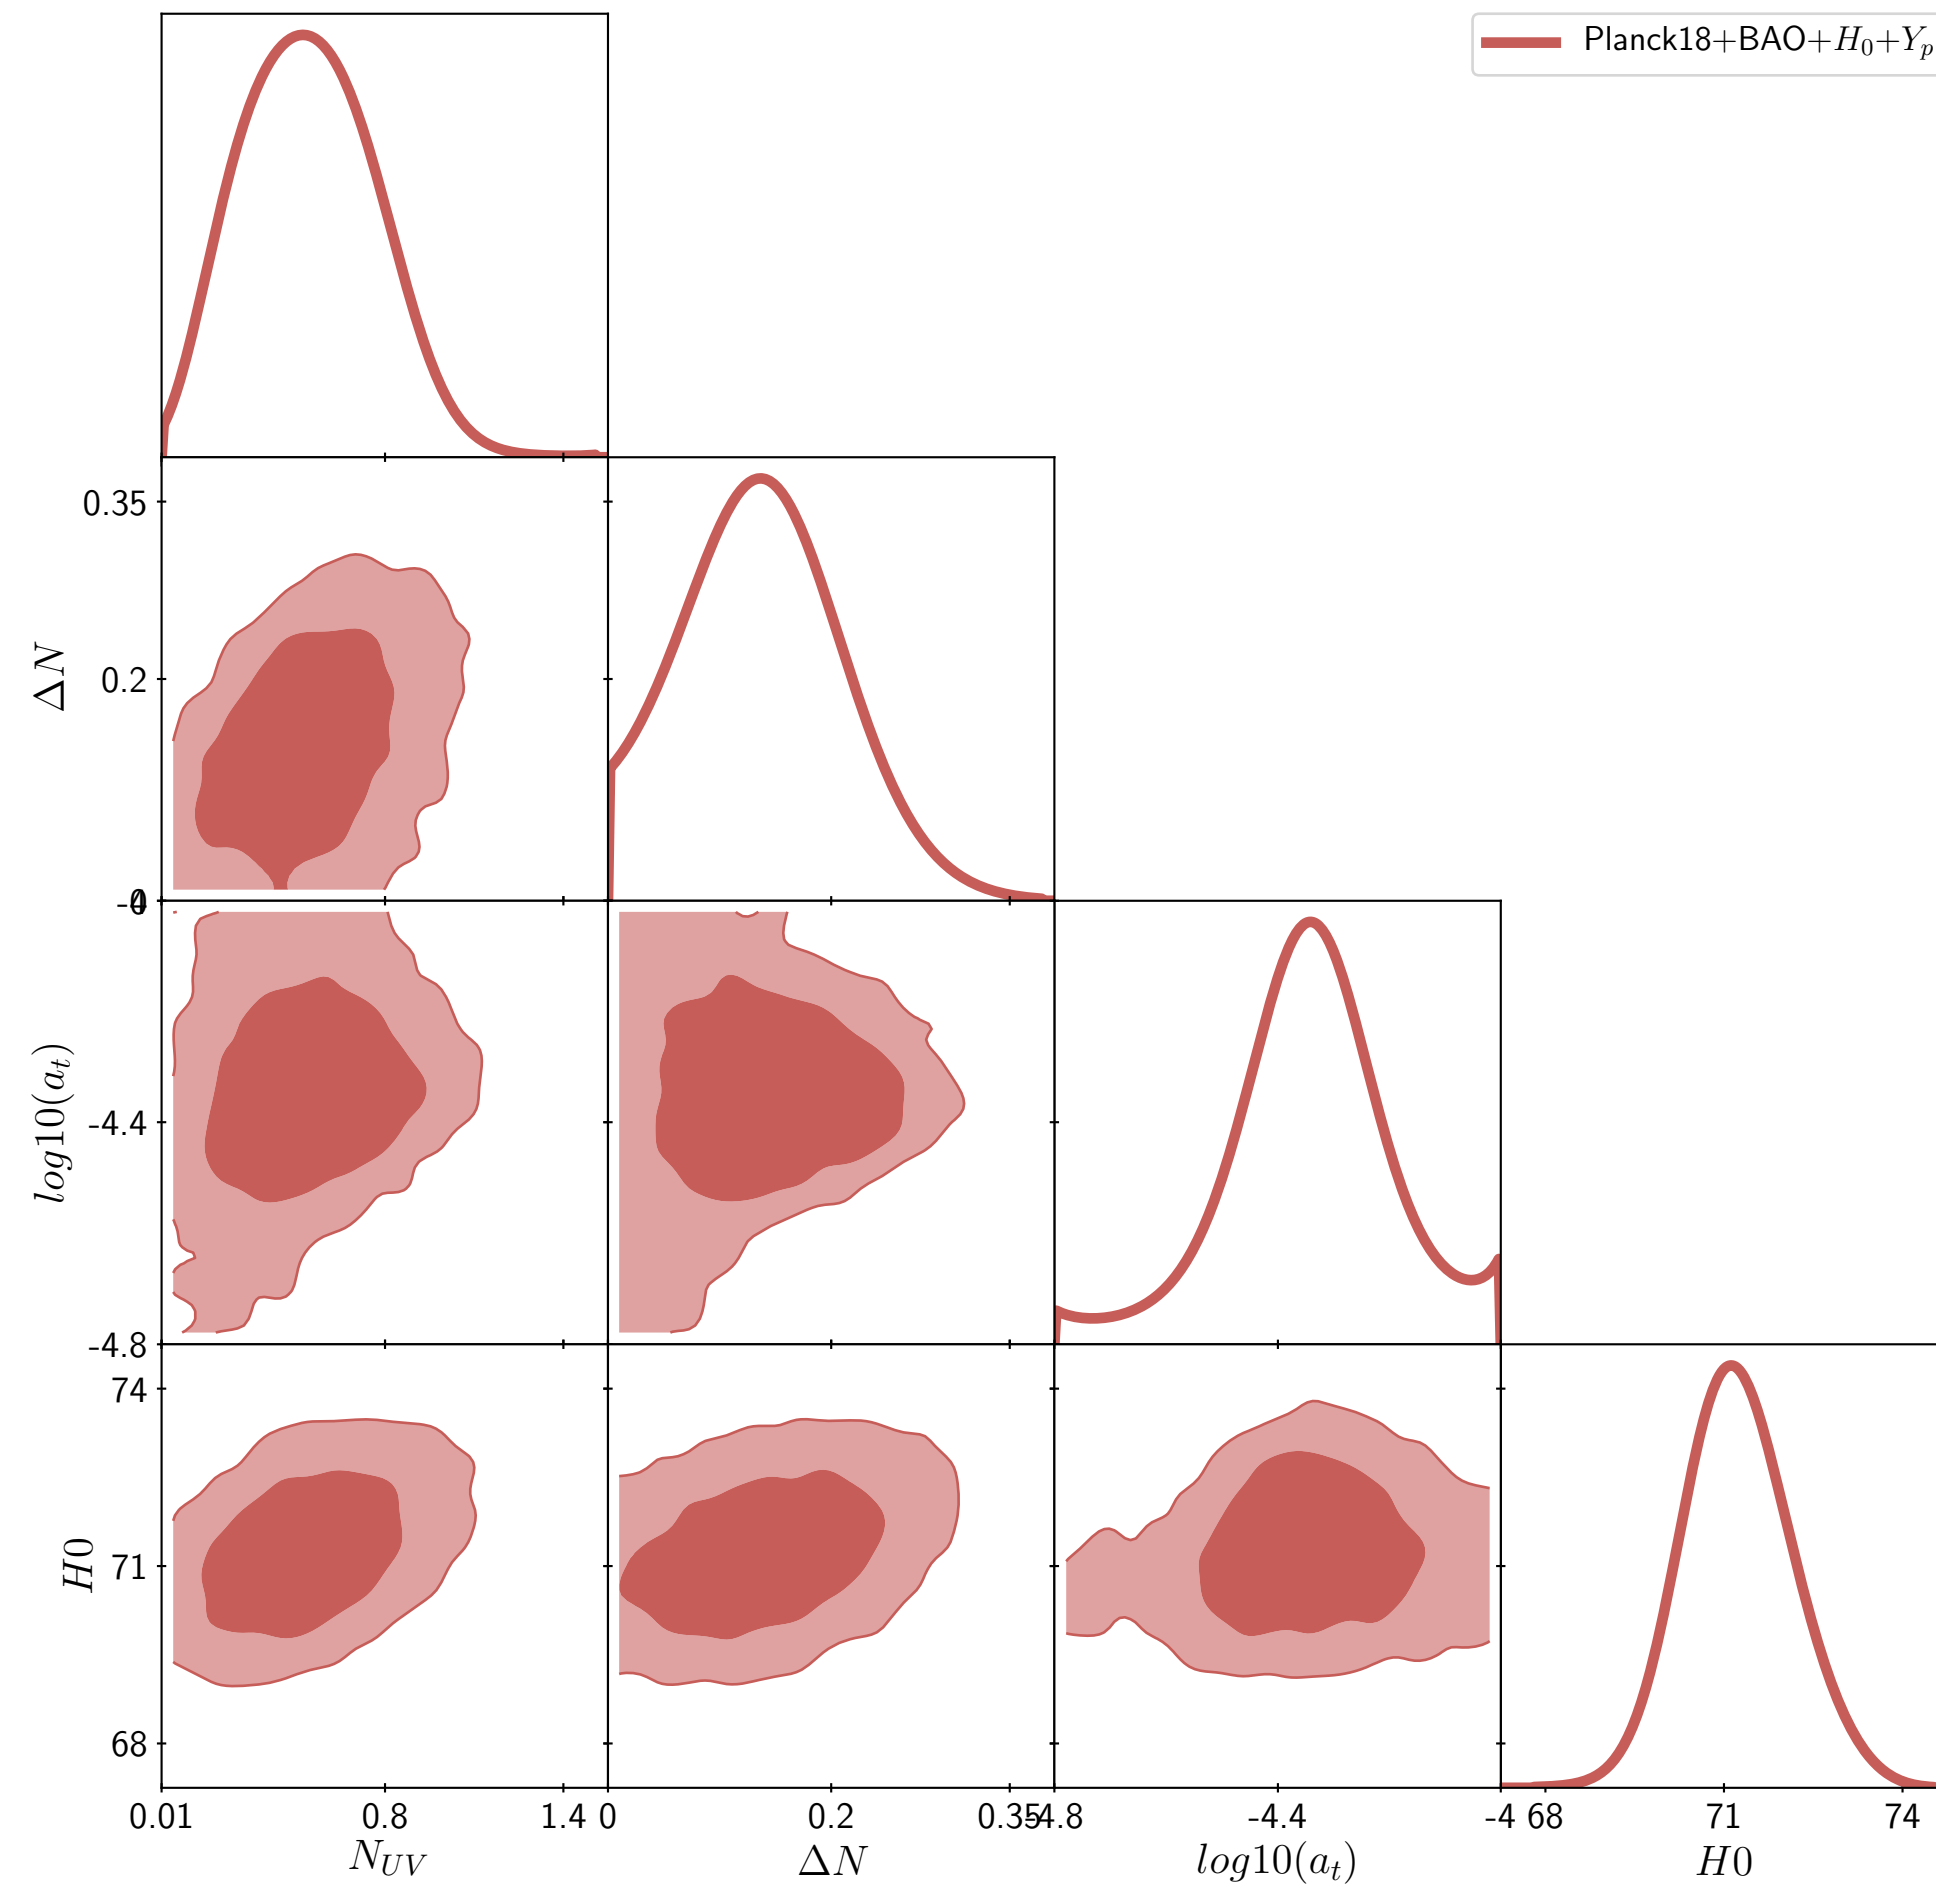 Planck18+BAO+H₀+Yₚ
0.35
ΔN
0.2
0
-4
log10(aₜ)
-4.4
-4.8
74
H0
71
68
0.01 0.8 1.4 0 0.2 0.35 -4.8 -4.4 -4 68 71 74
N_{UV} ΔN log10(aₜ) H0